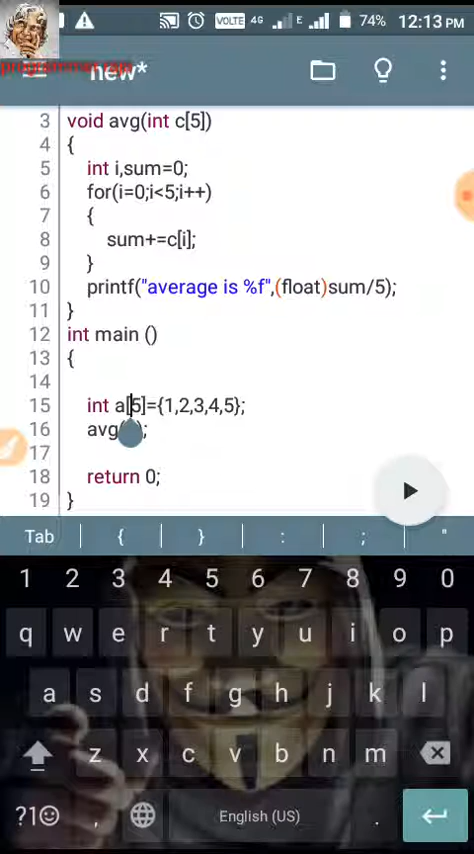 VOLTE 4G E 74% 12:13 PM
new*
3 void avg(int c[5])
4 {
5 int i,sum=0;
6 for(i=0;i<5;i++)
7 {
8 sum+=c[i];
9 }
10 printf("average is %f",(float)sum/5);
11 }
12 int main ()
13 {
14
15 int a[5]={1,2,3,4,5};
16 avg( );
17
18 return 0;
19 }
Tab { } : ; "
1 2 3 4 5 6 7 8 9 0
q w e r t y u i o p
a s d f g h j k l
z x c v b n m
?1☺ , English (US) .